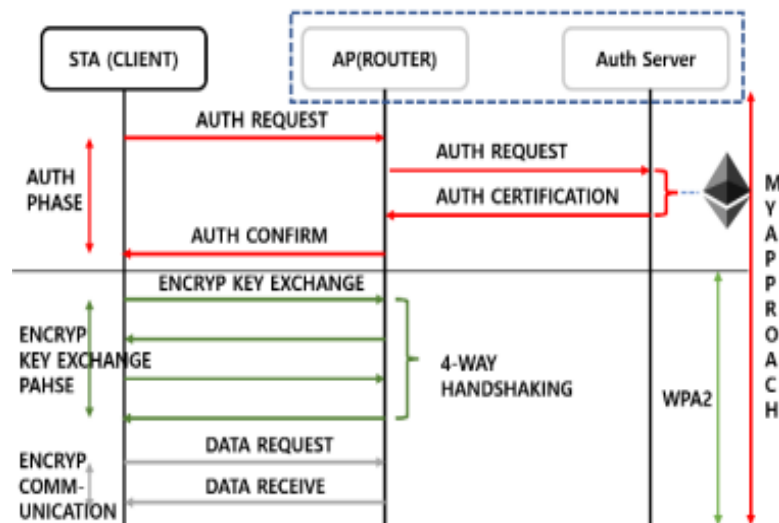 STA (CLIENT)
AP(ROUTER)
Auth Server
AUTH REQUEST
AUTH REQUEST
AUTH
PHASE
AUTH CERTIFICATION
AUTH CONFIRM
ENCRYP KEY EXCHANGE
ENCRYP
KEY EXCHANGE
PAHSE
4-WAY
HANDSHAKING
WPA2
DATA REQUEST
ENCRYP
COMM-
UNICATION
DATA RECEIVE
M
Y
A
P
P
R
O
A
C
H